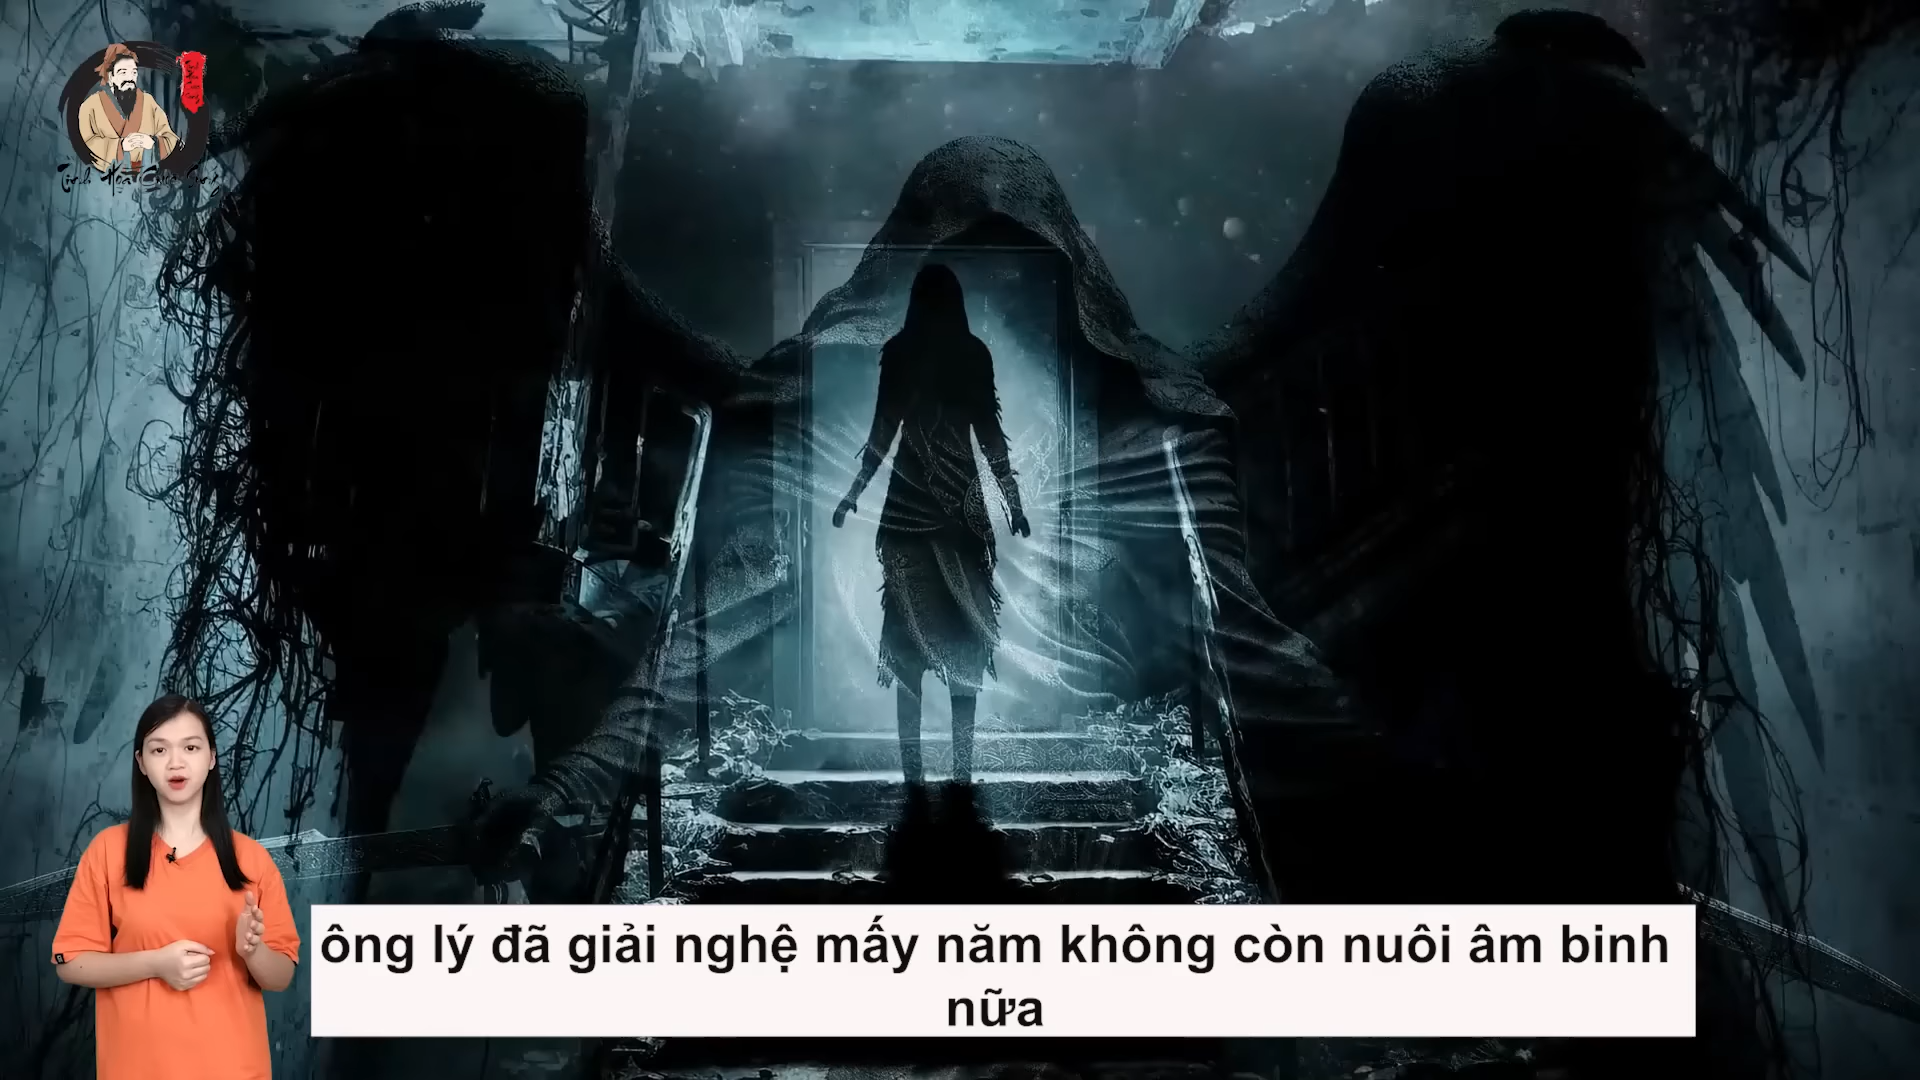 ông lý đã giải nghệ mấy năm không còn nuôi âm binh
nữa